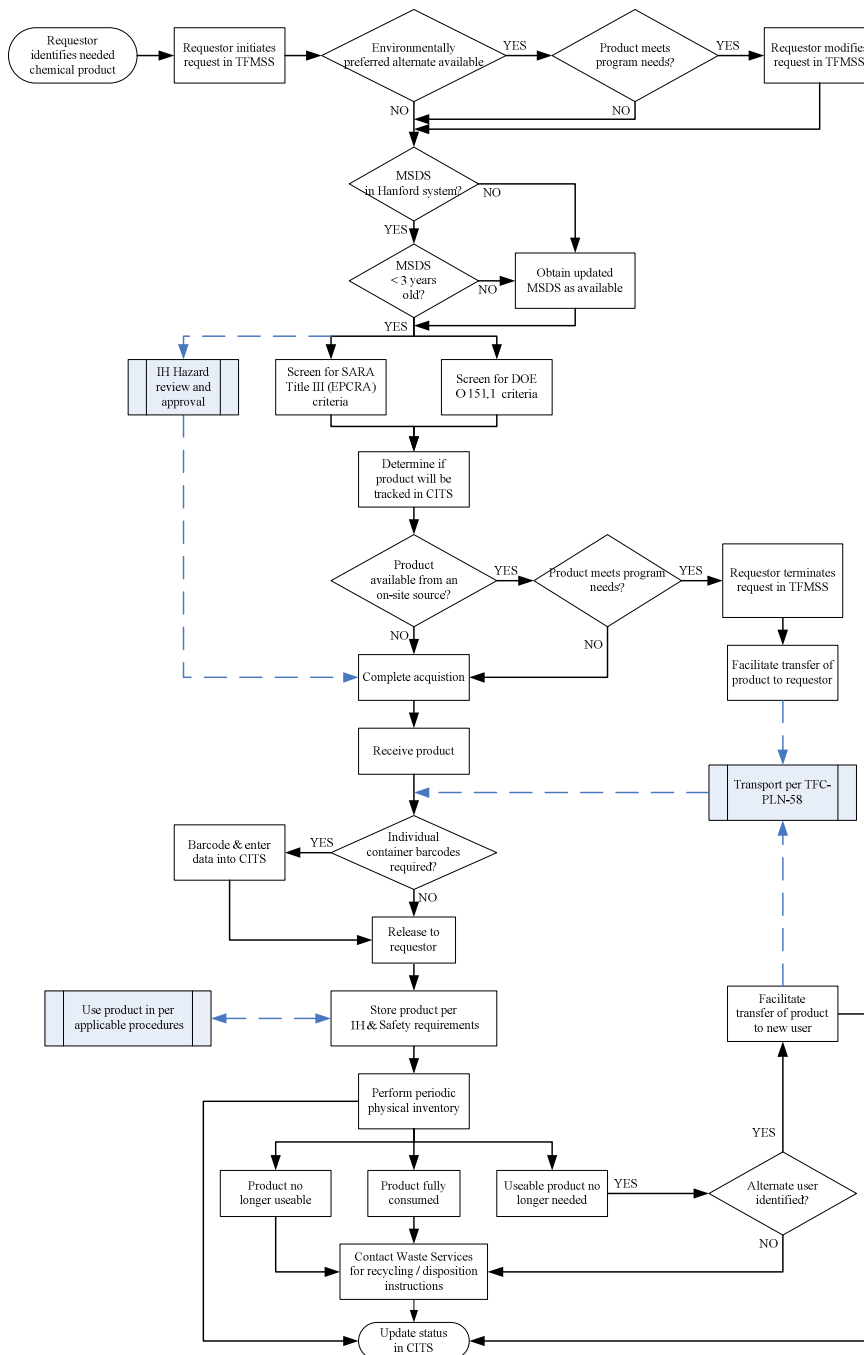 Requestor
identifies needed
chemical product
Requestor initiates
request in TFMSS
Environmentally
preferred alternate available
YES
Product meets
program needs?
YES
Requestor modifies
request in TFMSS
NO
NO
MSDS
in Hanford system?
NO
YES
MSDS
< 3 years
old?
NO
Obtain updated
MSDS as available
YES
IH Hazard
review and
approval
Screen for SARA
Title III (EPCRA)
criteria
Screen for DOE
O 151.1 criteria
Determine if
product will be
tracked in CITS
Product
available from an
on-site source?
YES
Product meets program
needs?
YES
Requestor terminates
request in TFMSS
NO
NO
Complete acquistion
Facilitate transfer of
product to requestor
Receive product
Transport per TFC-
PLN-58
Barcode & enter
data into CITS
YES
Individual
container barcodes
required?
NO
Release to
requestor
Use product in per
applicable procedures
Store product per
IH & Safety requirements
Facilitate
transfer of product
to new user
Perform periodic
physical inventory
YES
Product no
longer useable
Product fully
consumed
Useable product no
longer needed
YES
Alternate user
identified?
NO
Contact Waste Services
for recycling / disposition
instructions
Update status
in CITS